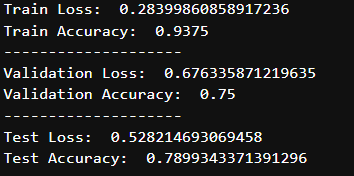 Train Loss:  0.28399860858917236
Train Accuracy:  0.9375
--------------------
Validation Loss:  0.676335871219635
Validation Accuracy:  0.75
--------------------
Test Loss:  0.528214693069458
Test Accuracy:  0.7899343371391296